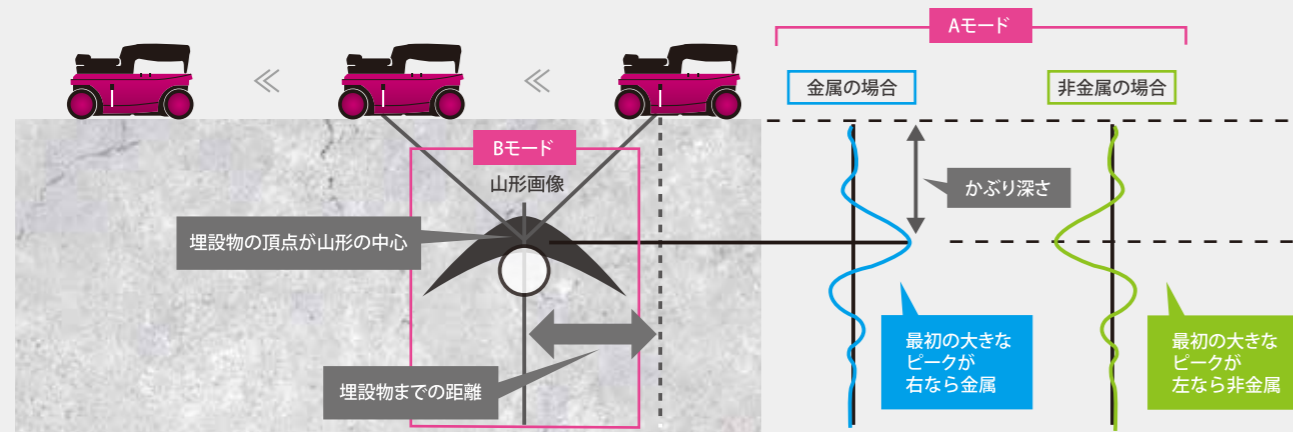 Aモード
金属の場合
非金属の場合
Bモード
山形画像
かぶり深さ
埋設物の頂点が山形の中心
埋設物までの距離
最初の大きな
ピークが
右なら金属
最初の大きな
ピークが
左なら非金属